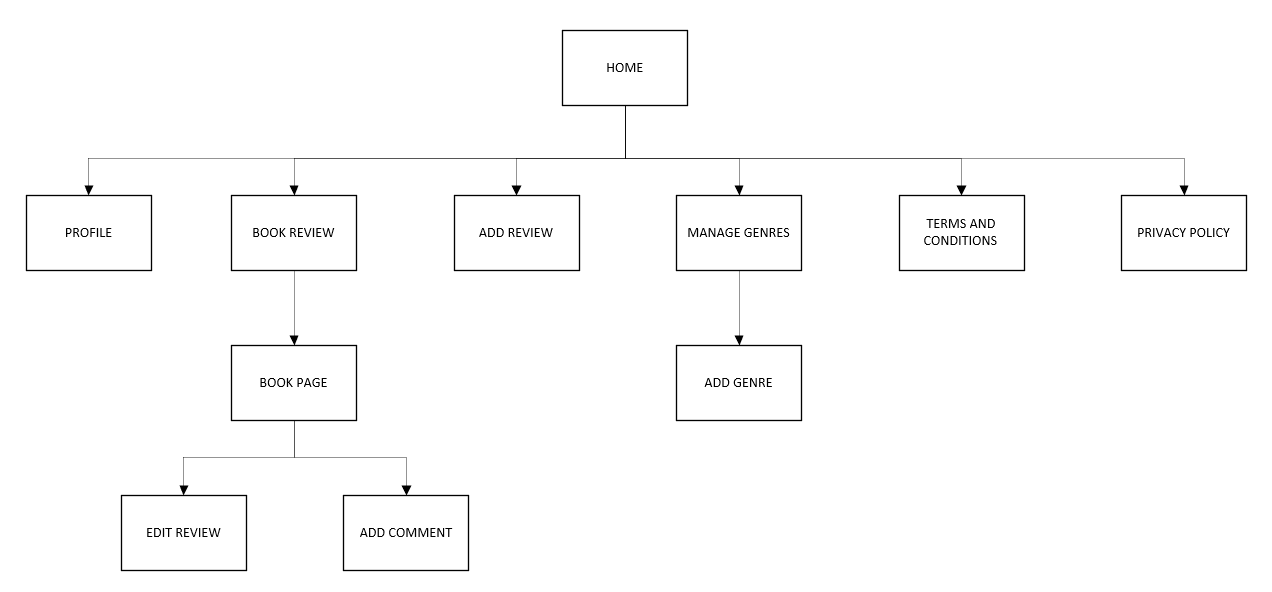 HOME
PROFILE
BOOK REVIEW
ADD REVIEW
MANAGE GENRES
TERMS AND
CONDITIONS
PRIVACY POLICY
BOOK PAGE
ADD GENRE
EDIT REVIEW
ADD COMMENT